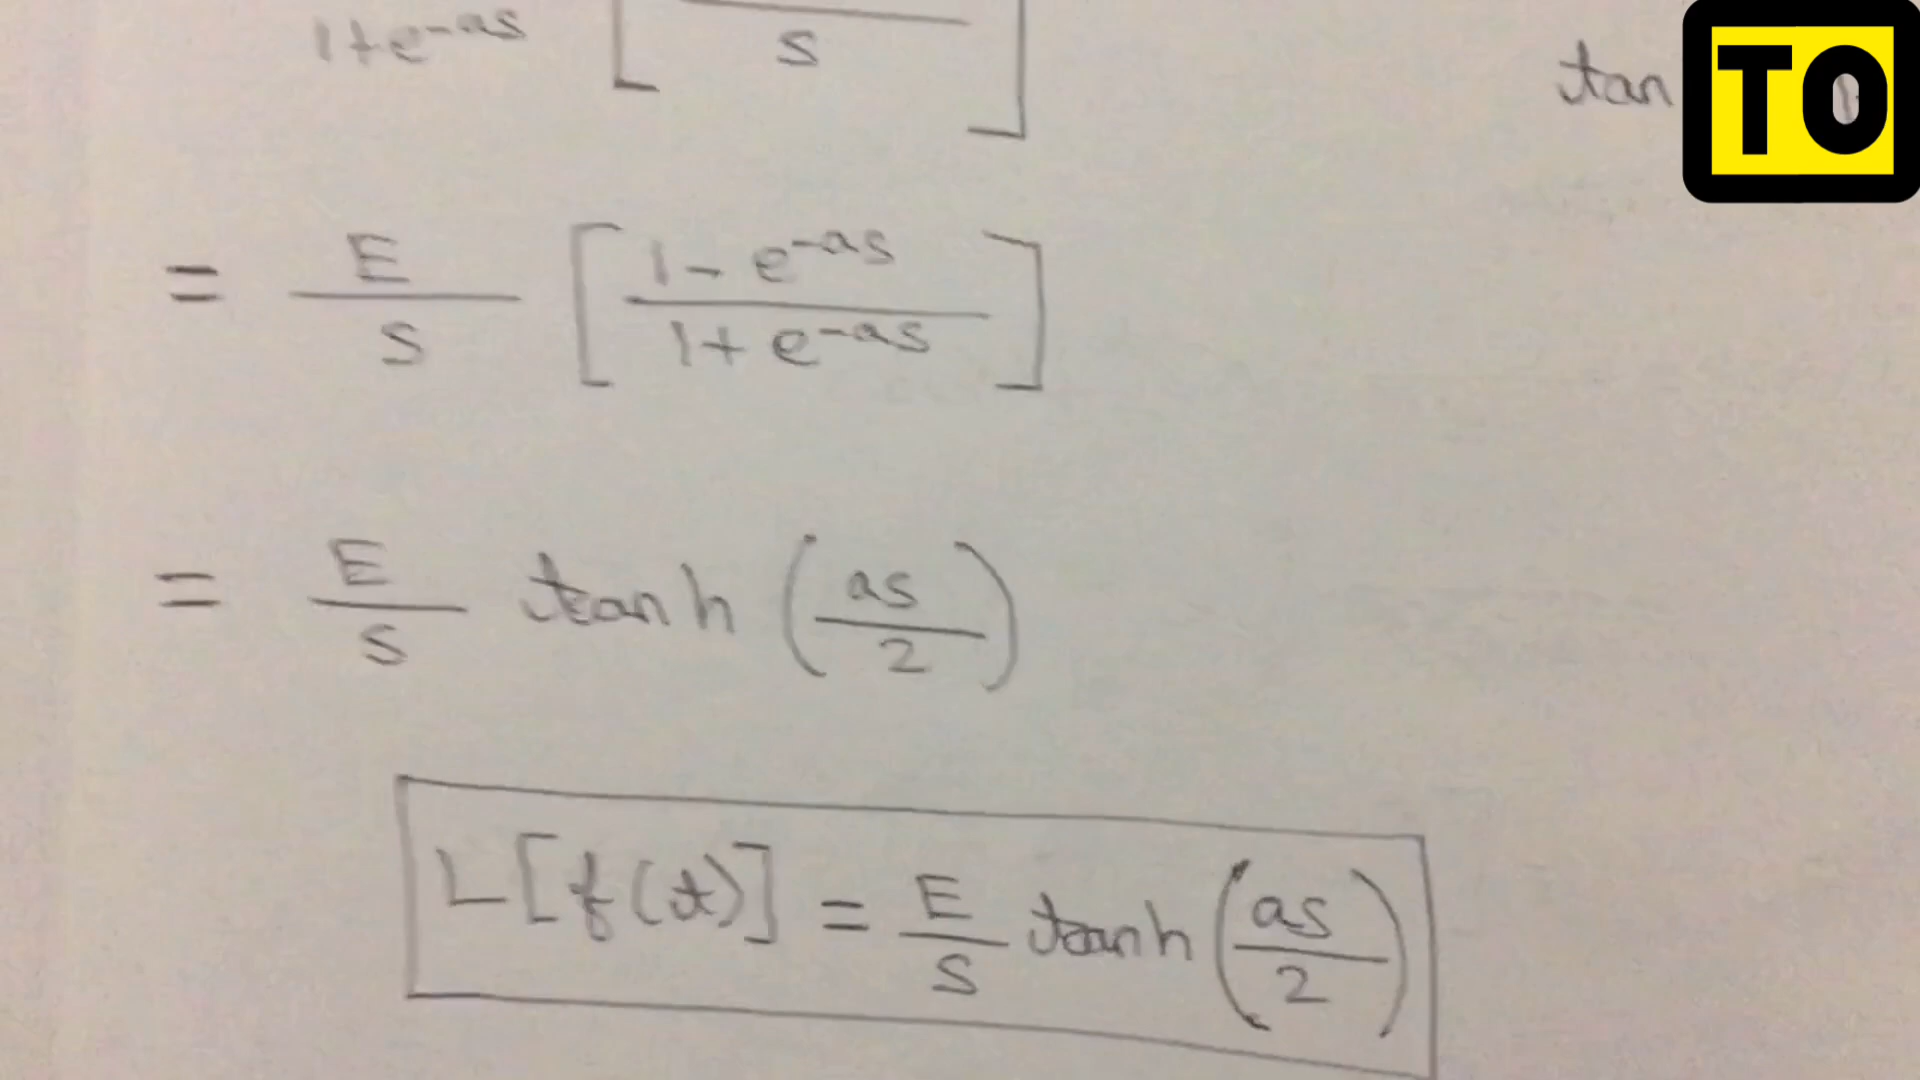 1+e^-as [ ――― / s ] tan TO
= E/s [ 1 - e^-as / 1 + e^-as ]
= E/s tanh ( as/2 )
L[f(t)] = E/s tanh ( as/2 )